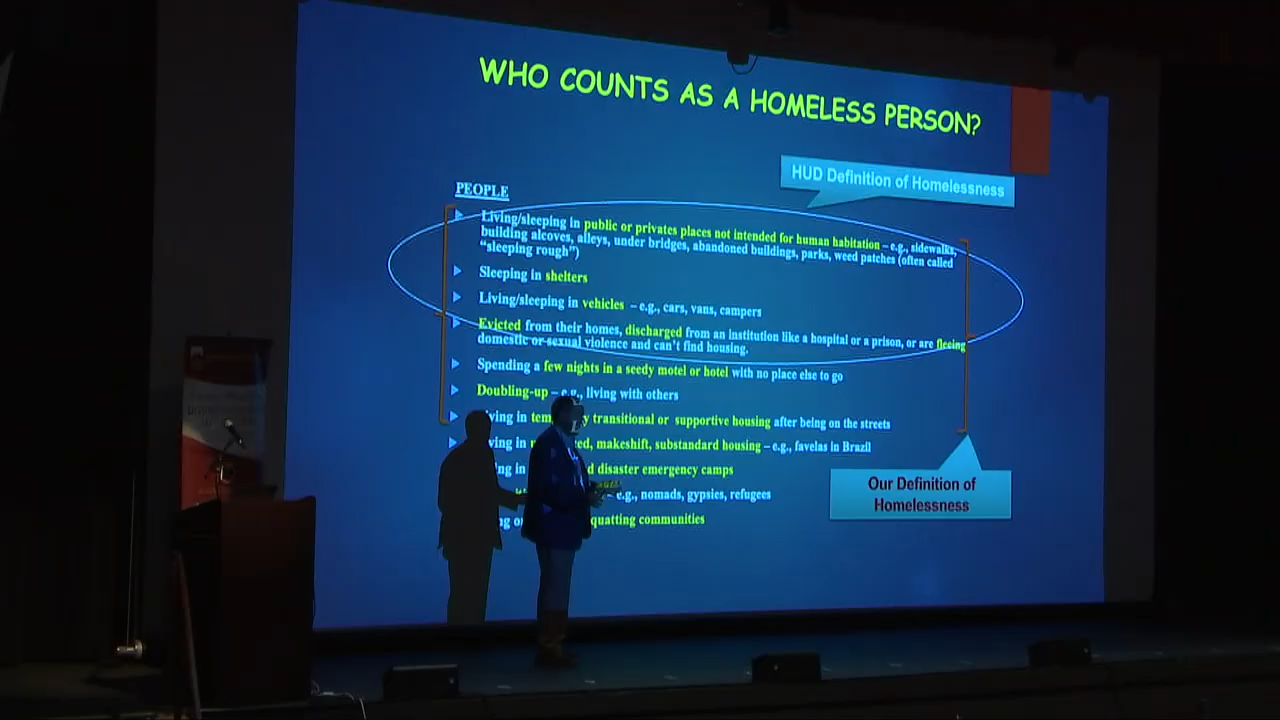 WHO COUNTS AS A HOMELESS PERSON?
HUD Definition of Homelessness
PEOPLE
Living/sleeping in public or privates places not intended for human habitation – e.g., sidewalks,
building alcoves, alleys, under bridges, abandoned buildings, parks, weed patches (often called
“sleeping rough”)
Sleeping in shelters
Living/sleeping in vehicles – e.g., cars, vans, campers
Evicted from their homes, discharged from an institution like a hospital or a prison, or are fleeing
domestic or sexual violence and can't find housing.
Spending a few nights in a seedy motel or hotel with no place else to go
Doubling-up – e.g., living with others
in transitional or supportive housing after being on the streets
in makeshift, substandard housing – e.g., favelas in Brazil
disaster emergency camps
– e.g., nomads, gypsies, refugees
communities
Our Definition of
Homelessness